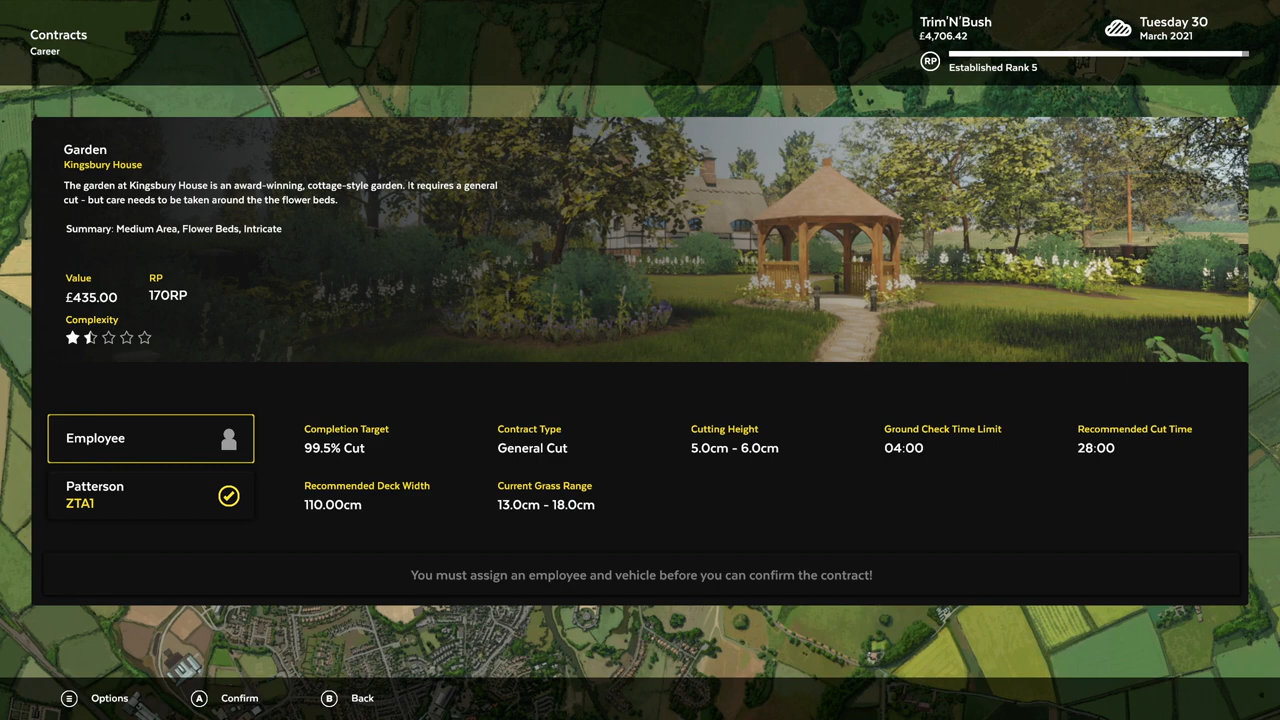 Contracts
Career
Trim'N'Bush
£4,706.42
Tuesday 30
March 2021
RP
Established Rank 5
Garden
Kingsbury House
The garden at Kingsbury House is an award-winning, cottage-style garden. It requires a general
cut - but care needs to be taken around the the flower beds.
Summary: Medium Area, Flower Beds, Intricate
Value
£435.00
RP
170RP
Complexity
Employee
Patterson
ZTA1
Completion Target
99.5% Cut
Contract Type
General Cut
Cutting Height
5.0cm - 6.0cm
Ground Check Time Limit
04:00
Recommended Cut Time
28:00
Recommended Deck Width
110.00cm
Current Grass Range
13.0cm - 18.0cm
You must assign an employee and vehicle before you can confirm the contract!
Options
A Confirm
B Back